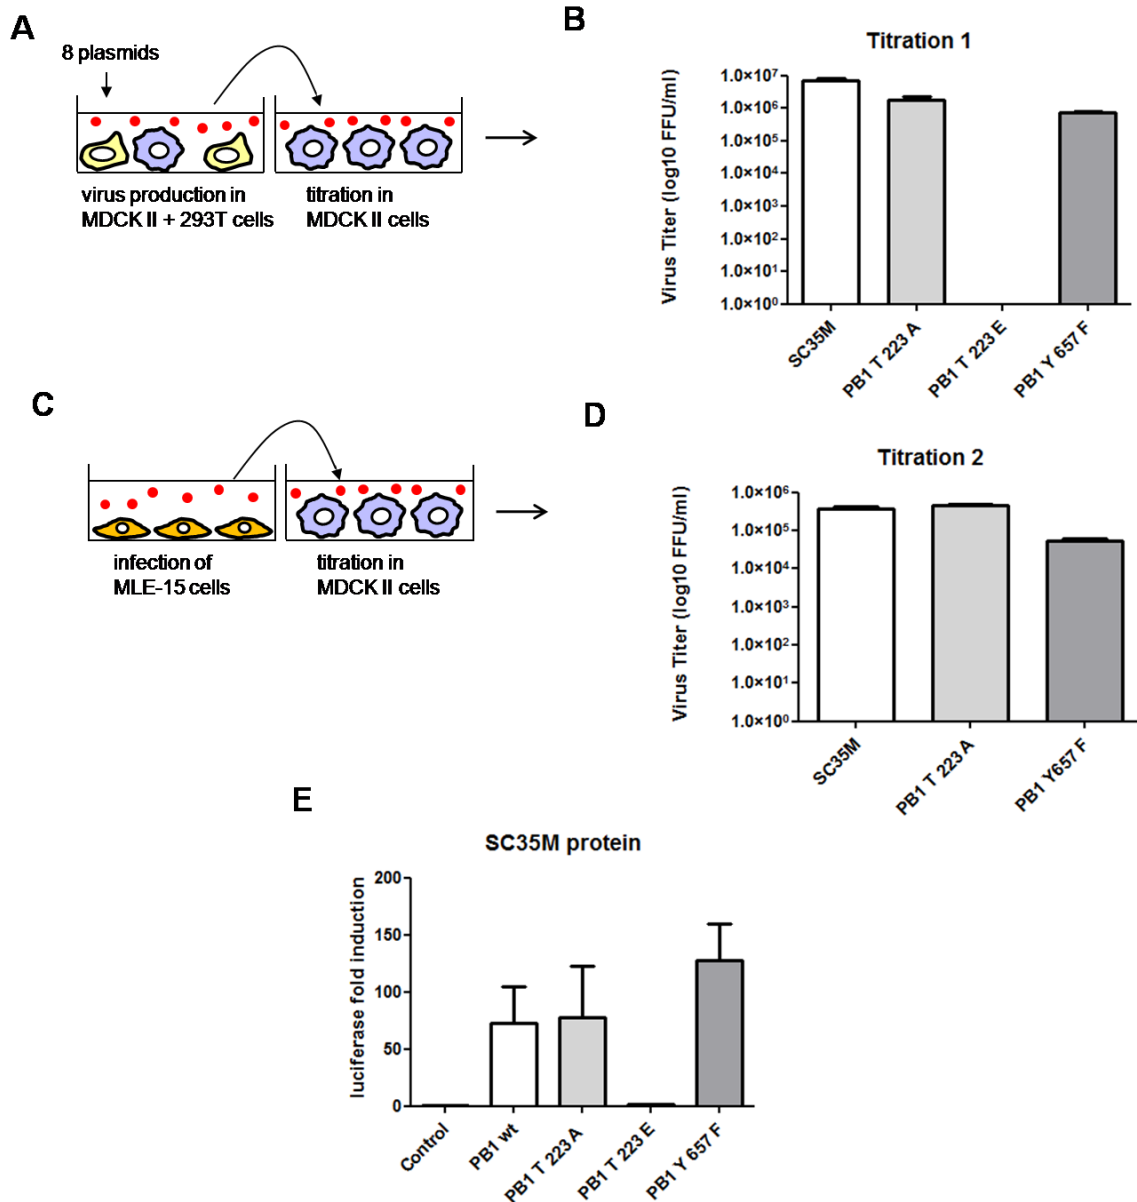 A
8 plasmids
virus production in
MDCK II + 293T cells
titration in
MDCK II cells
B
Titration 1
Virus Titer (log10 FFU/ml)
1.0×10⁷
1.0×10⁶
1.0×10⁵
1.0×10⁴
1.0×10³
1.0×10²
1.0×10¹
1.0×10⁰
SC35M
PB1 T 223 A
PB1 T 223 E
PB1 Y 657 F
C
infection of
MLE-15 cells
titration in
MDCK II cells
D
Titration 2
Virus Titer (log10 FFU/ml)
1.0×10⁶
1.0×10⁵
1.0×10⁴
1.0×10³
1.0×10²
1.0×10¹
1.0×10⁰
SC35M
PB1 T 223 A
PB1 Y657 F
E
SC35M protein
luciferase fold induction
200
150
100
50
0
Control
PB1 wt
PB1 T 223 A
PB1 T 223 E
PB1 Y 657 F